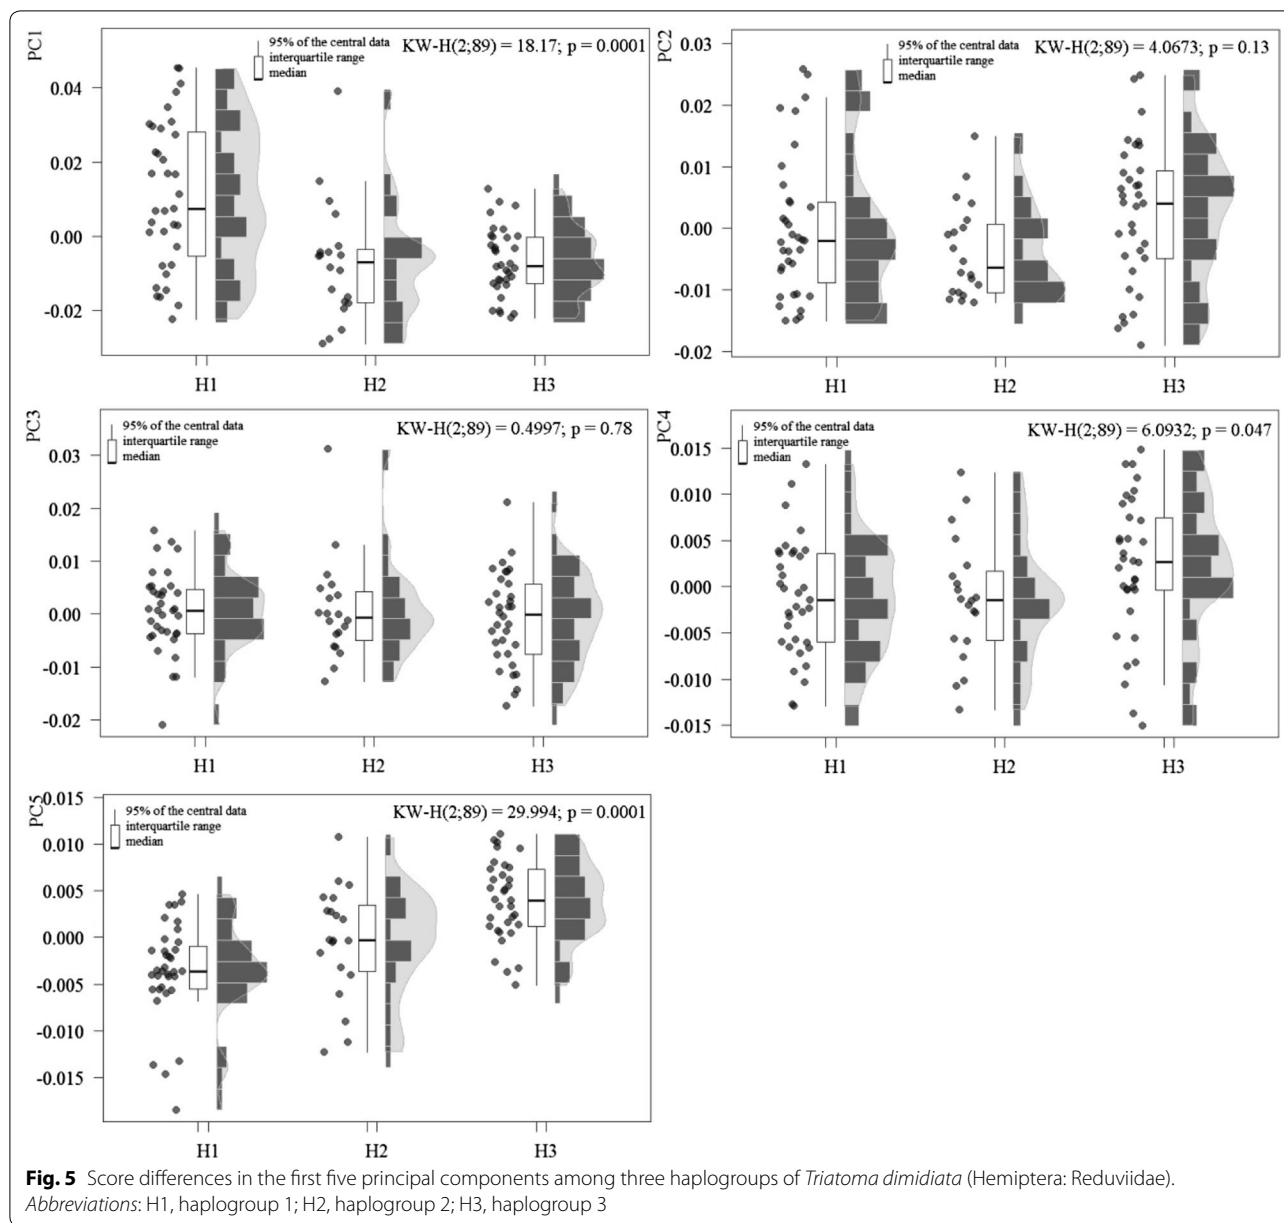 PC1
95% of the central data
interquartile range
median
KW-H(2;89) = 18.17; p = 0.0001
0.04
0.02
0.00
-0.02
H1 H2 H3
PC2
95% of the central data
interquartile range
median
KW-H(2;89) = 4.0673; p = 0.13
0.03
0.02
0.01
0.00
-0.01
-0.02
H1 H2 H3
PC3
95% of the central data
interquartile range
median
KW-H(2;89) = 0.4997; p = 0.78
0.03
0.02
0.01
0.00
-0.01
-0.02
H1 H2 H3
PC4
95% of the central data
interquartile range
median
KW-H(2;89) = 6.0932; p = 0.047
0.015
0.010
0.005
0.000
-0.005
-0.010
-0.015
H1 H2 H3
PC5
95% of the central data
interquartile range
median
KW-H(2;89) = 29.994; p = 0.0001
0.015
0.010
0.005
0.000
-0.005
-0.010
-0.015
H1 H2 H3
Fig. 5 Score differences in the first five principal components among three haplogroups of Triatoma dimidiata (Hemiptera: Reduviidae).
Abbreviations: H1, haplogroup 1; H2, haplogroup 2; H3, haplogroup 3